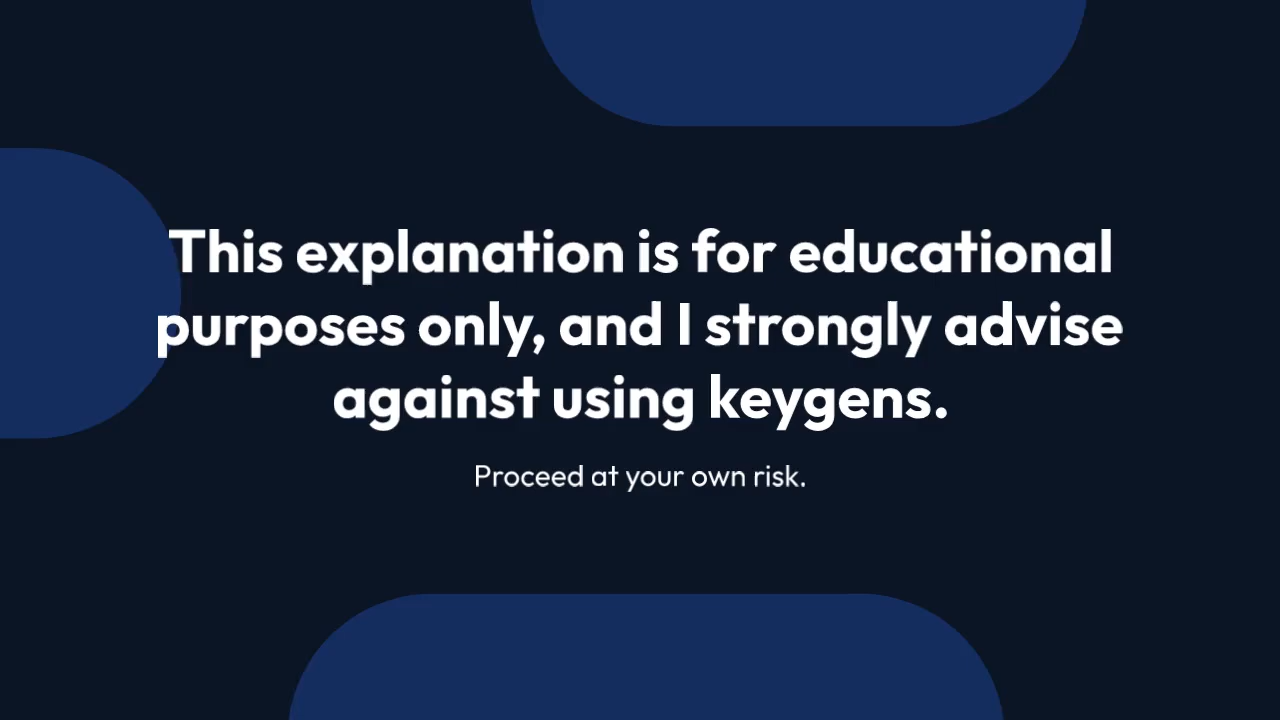 This explanation is for educational
purposes only, and I strongly advise
against using keygens.
Proceed at your own risk.